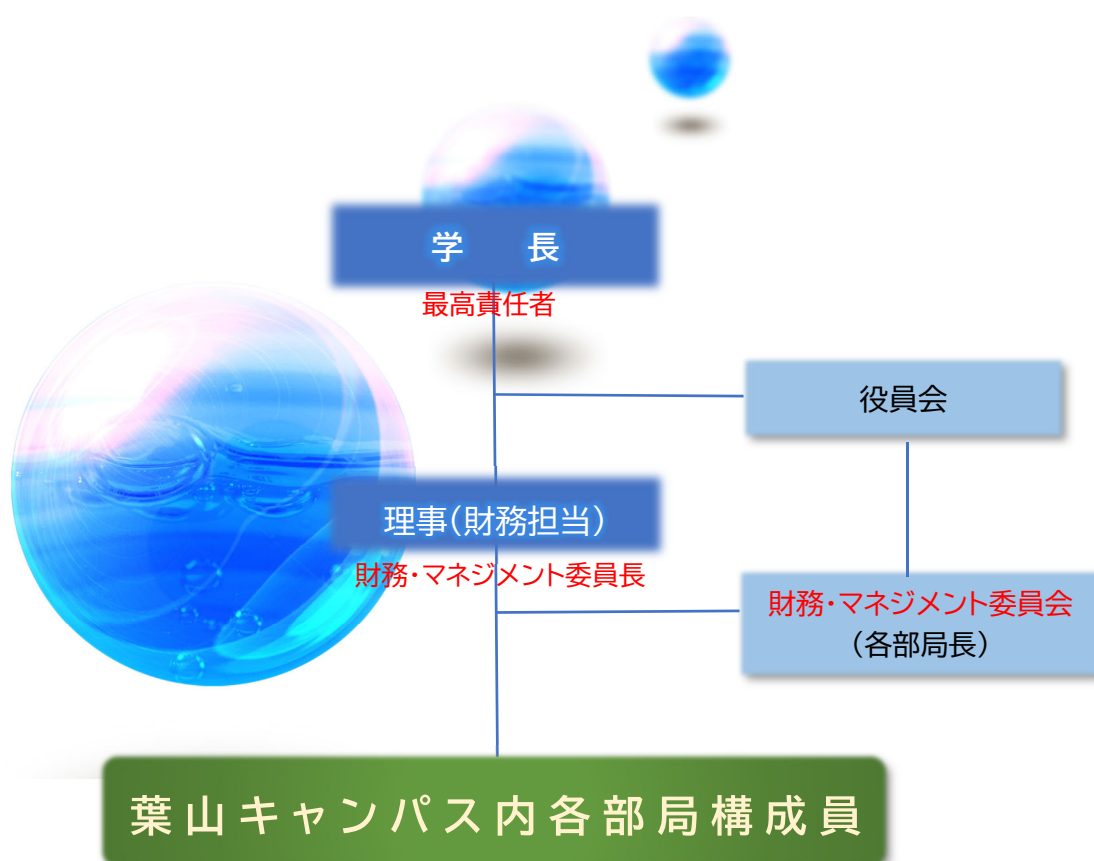 学　長
最高責任者
役員会
理事(財務担当)
財務・マネジメント委員長
財務・マネジメント委員会
(各部局長)
葉山キャンパス内各部局構成員